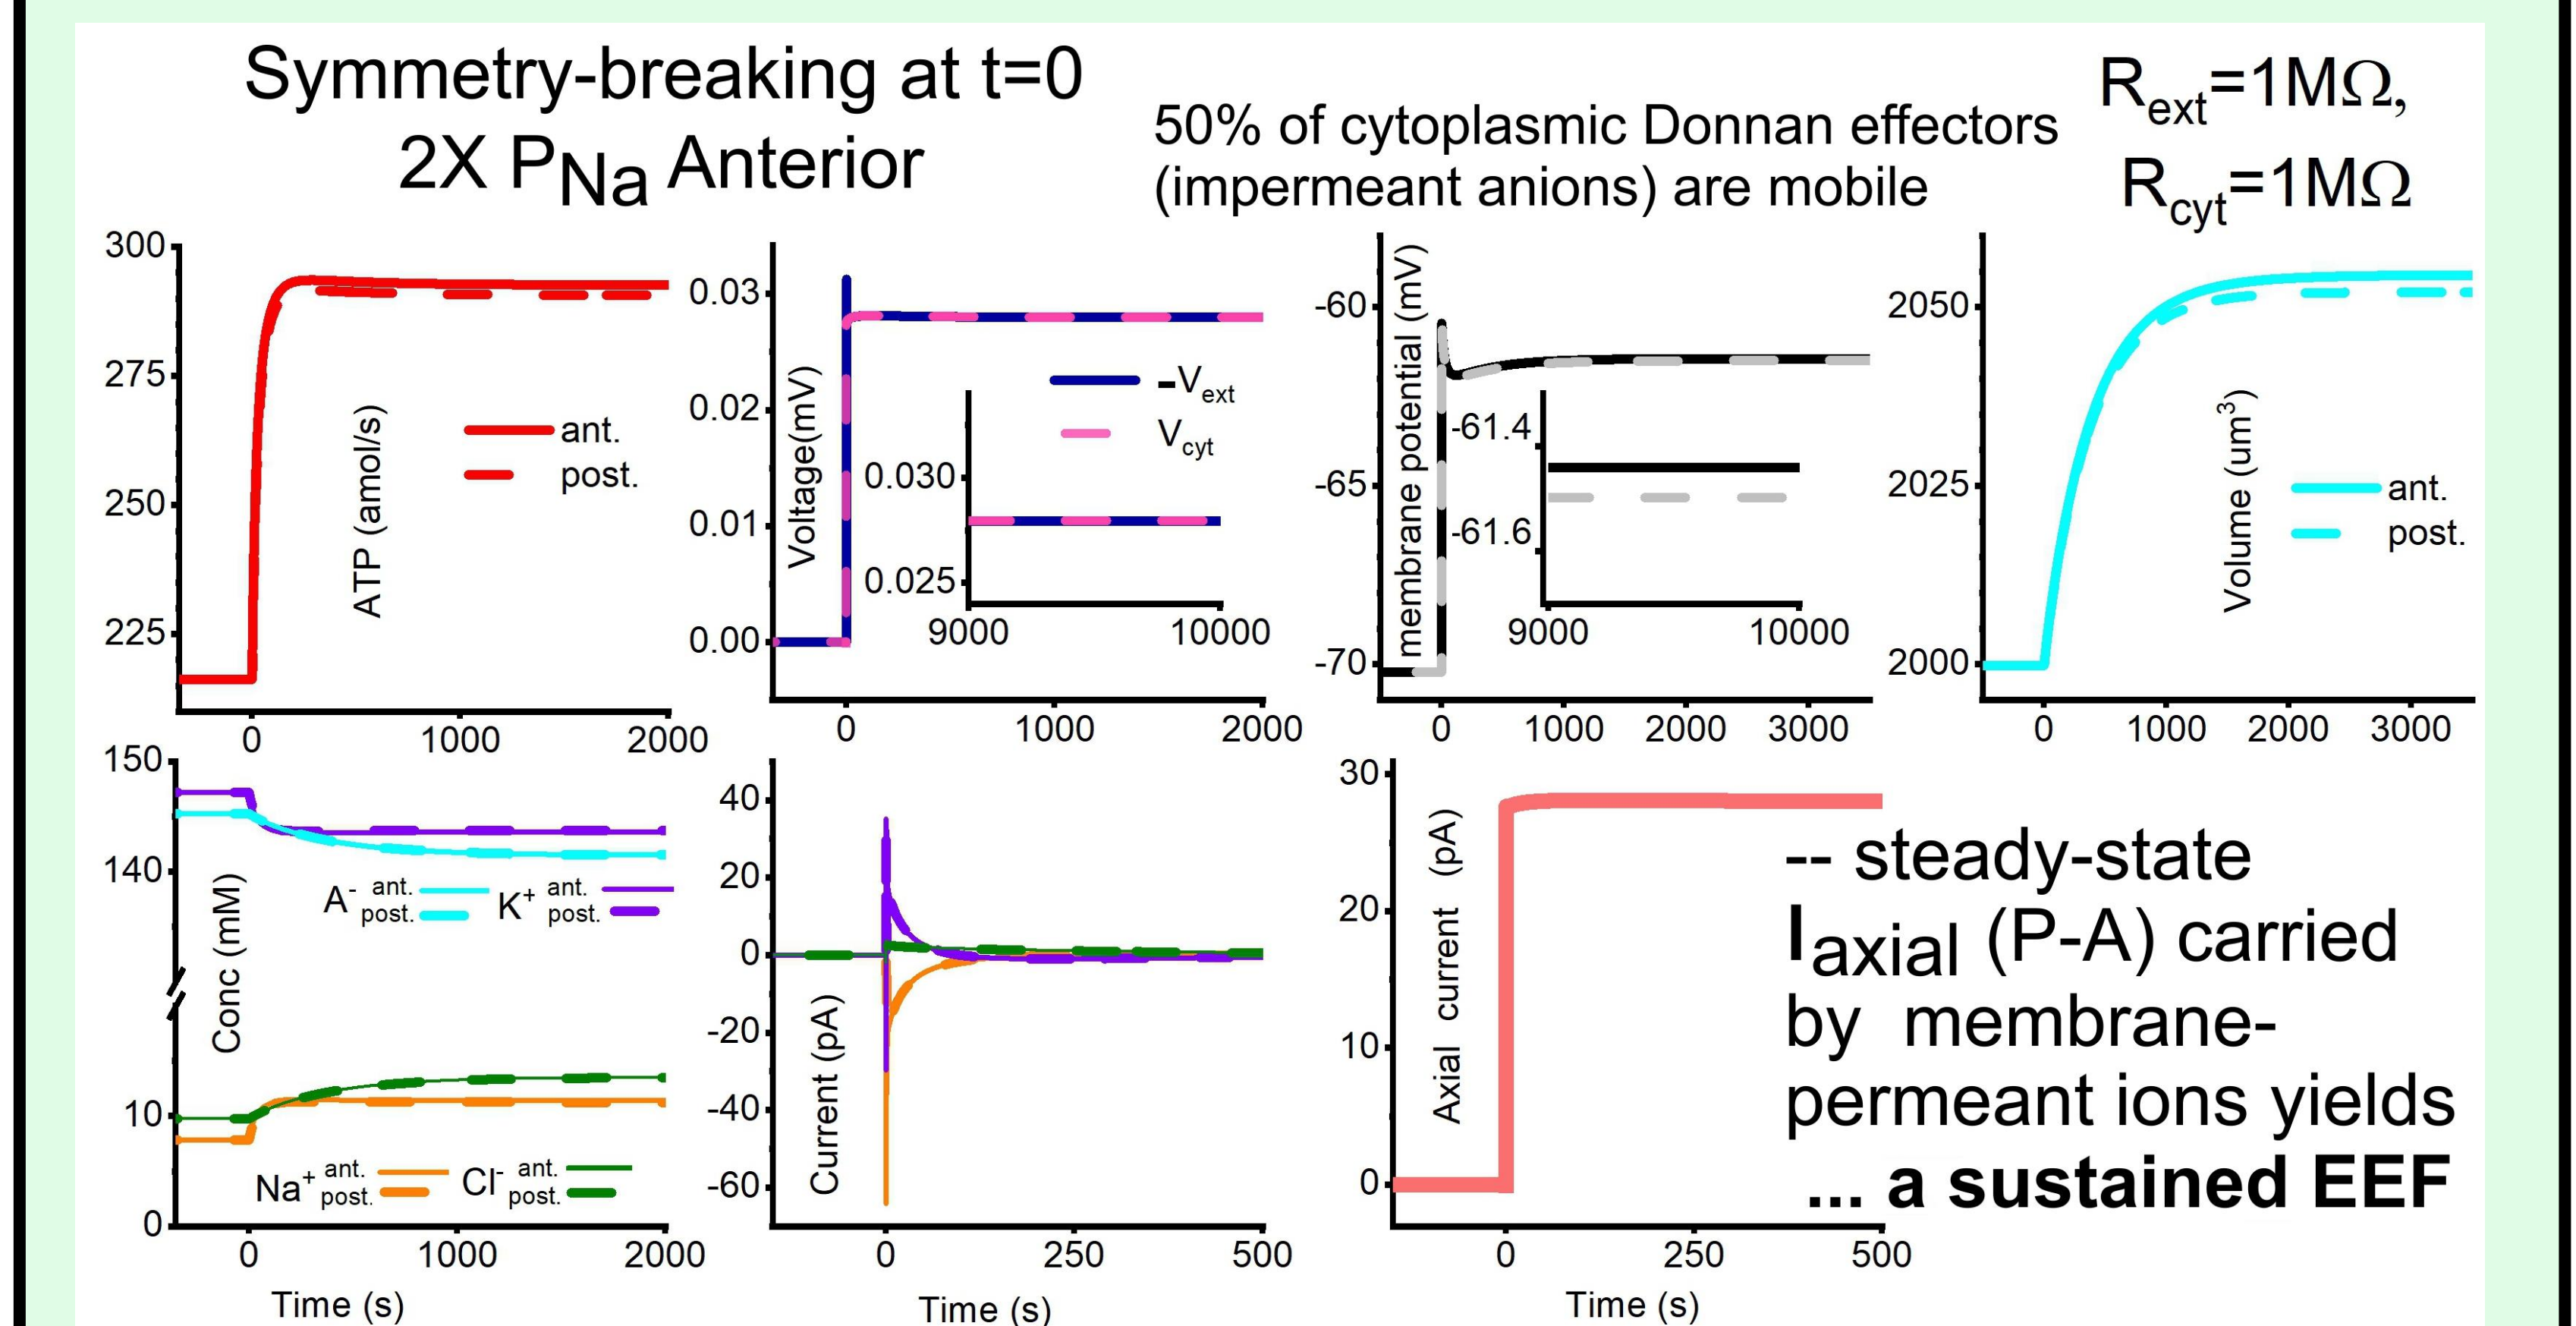 Symmetry-breaking at t=0
2X PNa Anterior
50% of cytoplasmic Donnan effectors
(impermeant anions) are mobile
Rext=1MΩ,
Rcyt=1MΩ
300
275
250
225
ATP (amol/s)
ant.
post.
0
1000
2000
0.03
0.02
0.01
0.00
Voltage(mV)
-Vext
Vcyt
0.030
0.025
9000
10000
0
1000
2000
-60
-65
-70
membrane potential (mV)
-61.4
-61.6
9000
10000
0
1000
2000
3000
2050
2025
2000
Volume (um3)
ant.
post.
0
1000
2000
3000
150
140
10
0
Conc (mM)
A- ant.
post.
K+ ant.
post.
Na+ ant.
post.
Cl- ant.
post.
0
1000
2000
Time (s)
40
20
0
-20
-40
-60
Current (pA)
0
250
500
Time (s)
30
20
10
0
Axial current (pA)
0
250
500
Time (s)
-- steady-state
Iaxial (P-A) carried
by membrane-
permeant ions yields
... a sustained EEF